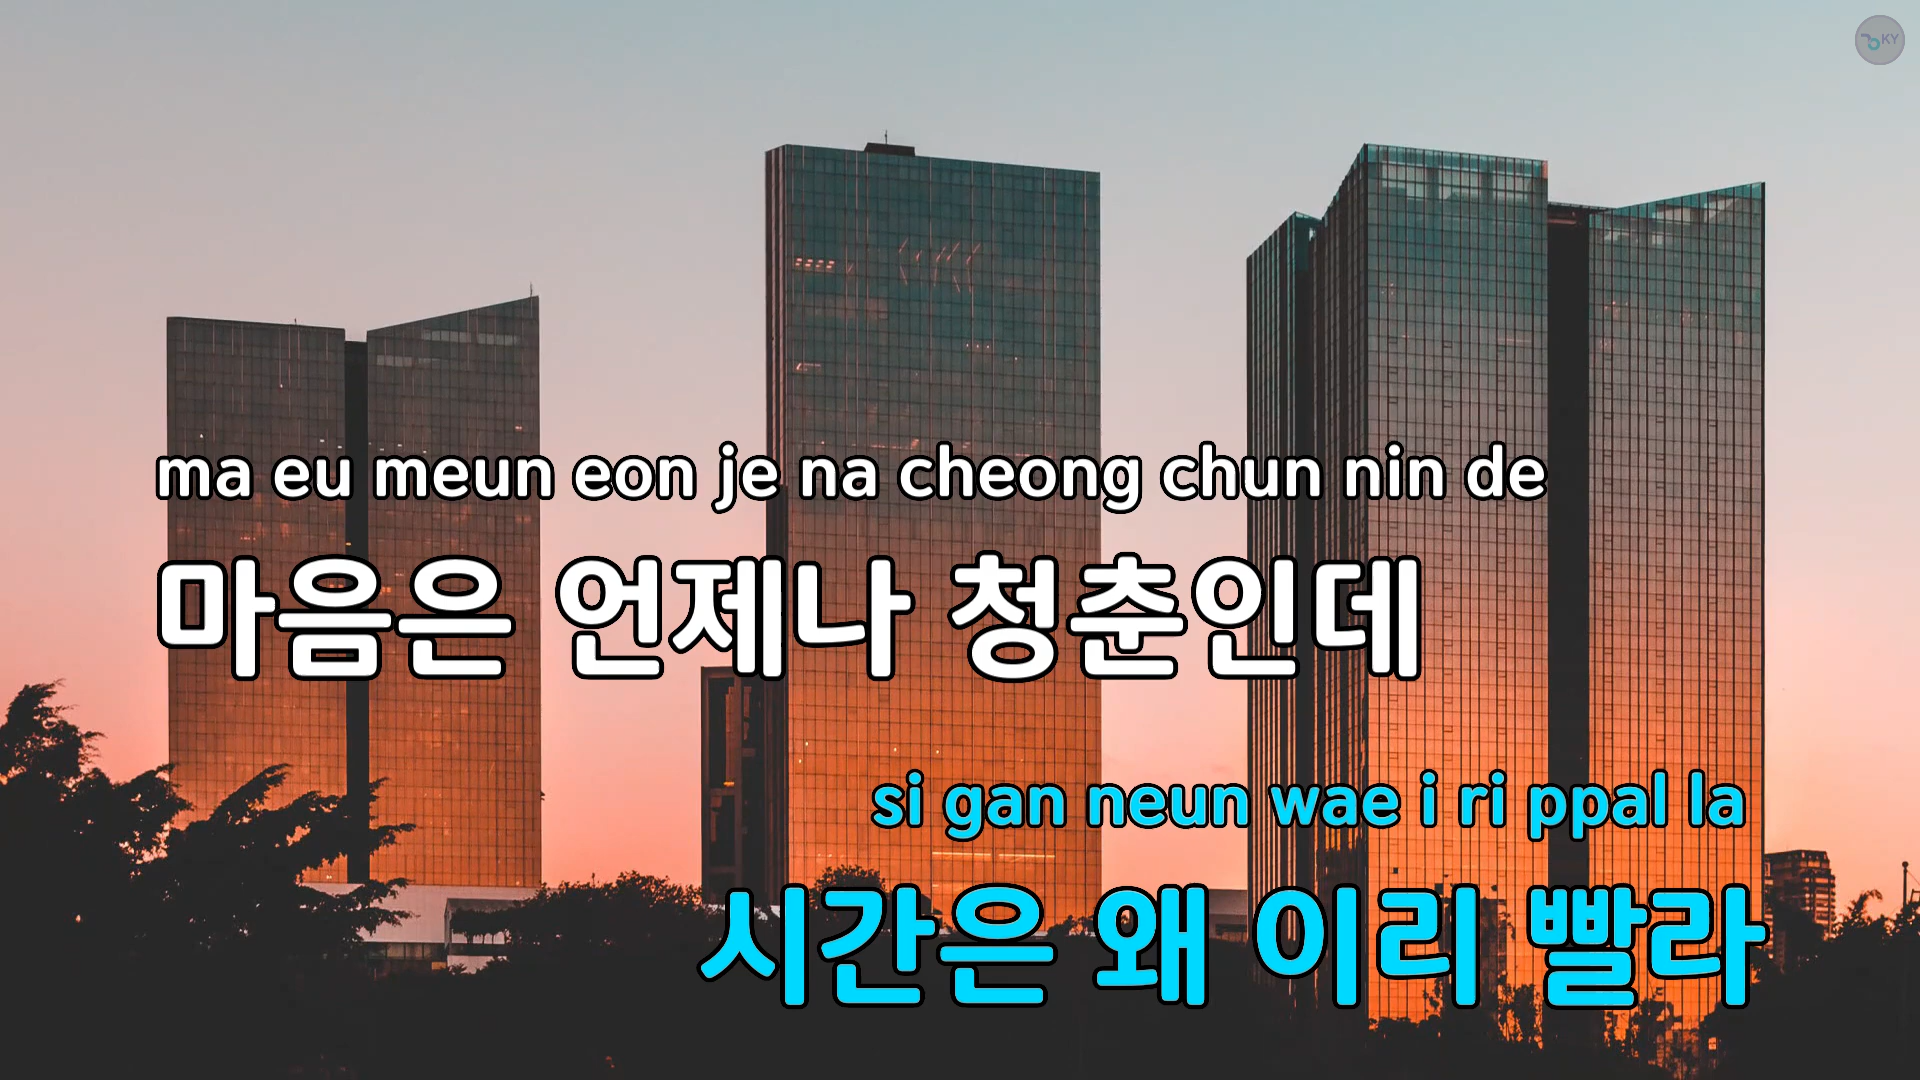 KY
ma eu meun eon je na cheong chun nin de
마음은 언제나 청춘인데
si gan neun wae i ri ppal la
시간은 왜 이리 빨라